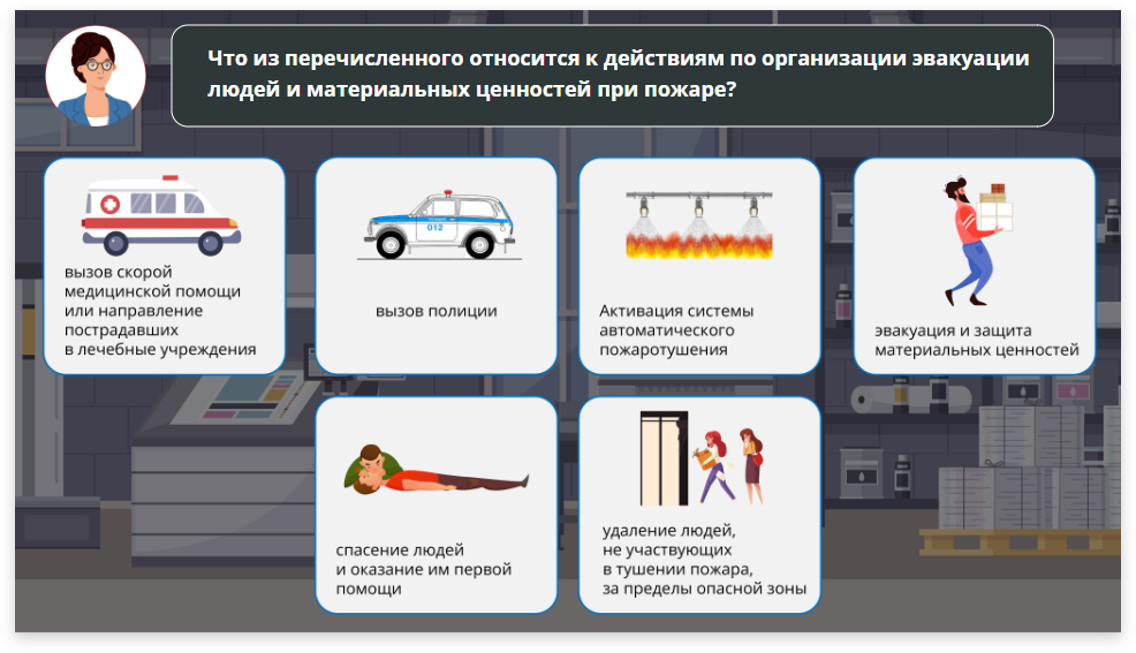 Что из перечисленного относится к действиям по организации эвакуации
людей и материальных ценностей при пожаре?
вызов скорой
медицинской помощи
или направление
пострадавших
в лечебные учреждения
012
вызов полиции
Активация системы
автоматического
пожаротушения
эвакуация и защита
материальных ценностей
спасение людей
и оказание им первой
помощи
удаление людей,
не участвующих
в тушении пожара,
за пределы опасной зоны